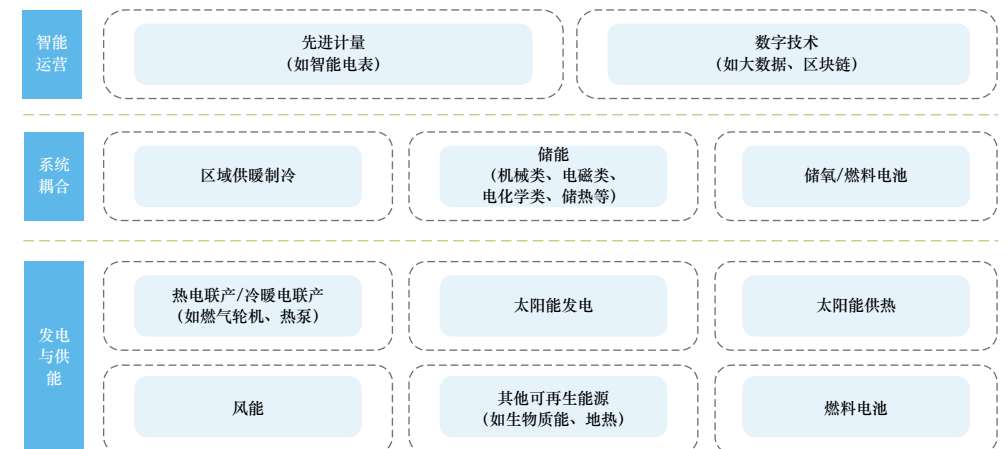 智能
运营
先进计量
（如智能电表）
数字技术
（如大数据、区块链）
系统
耦合
区域供暖制冷
储能
（机械类、电磁类、
电化学类、储热等）
储氧/燃料电池
发电
与供
能
热电联产/冷暖电联产
（如燃气轮机、热泵）
太阳能发电
太阳能供热
风能
其他可再生能源
（如生物质能、地热）
燃料电池